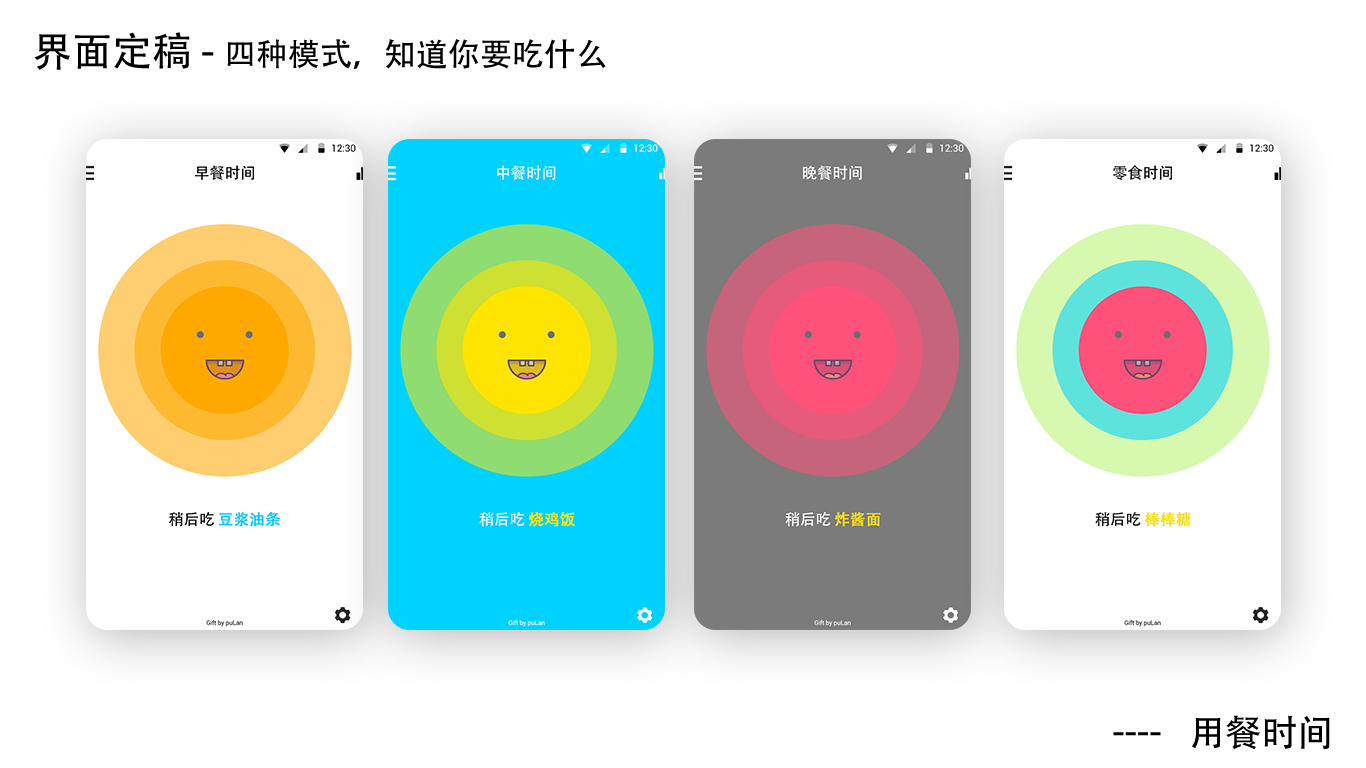 界面定稿 - 四种模式，知道你要吃什么
12:30
早餐时间
稍后吃 豆浆油条
Gift by puLan
12:30
中餐时间
稍后吃 烧鸡饭
Gift by puLan
12:30
晚餐时间
稍后吃 炸酱面
Gift by puLan
12:30
零食时间
稍后吃 棒棒糖
Gift by puLan
---- 用餐时间